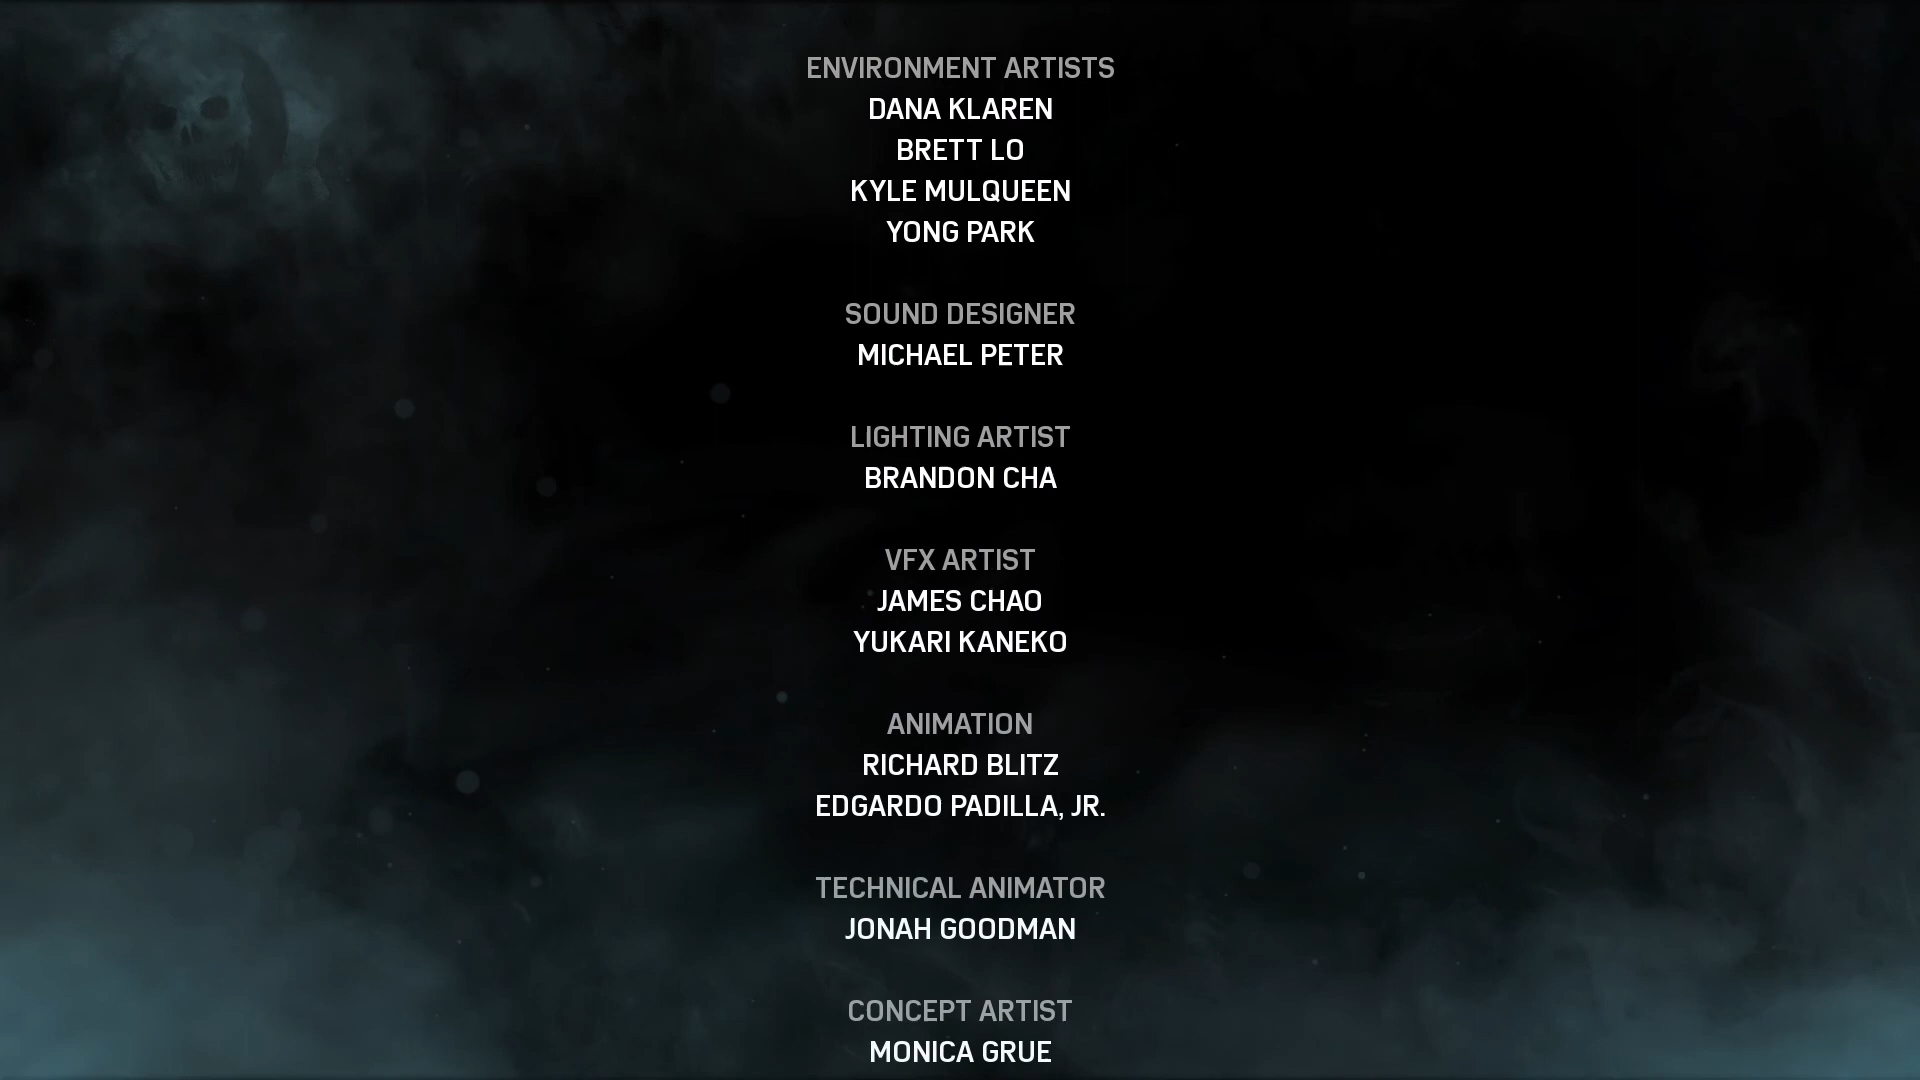 ENVIRONMENT ARTISTS
DANA KLAREN
BRETT LO
KYLE MULQUEEN
YONG PARK
SOUND DESIGNER
MICHAEL PETER
LIGHTING ARTIST
BRANDON CHA
VFX ARTIST
JAMES CHAO
YUKARI KANEKO
ANIMATION
RICHARD BLITZ
EDGARDO PADILLA, JR.
TECHNICAL ANIMATOR
JONAH GOODMAN
CONCEPT ARTIST
MONICA GRUE